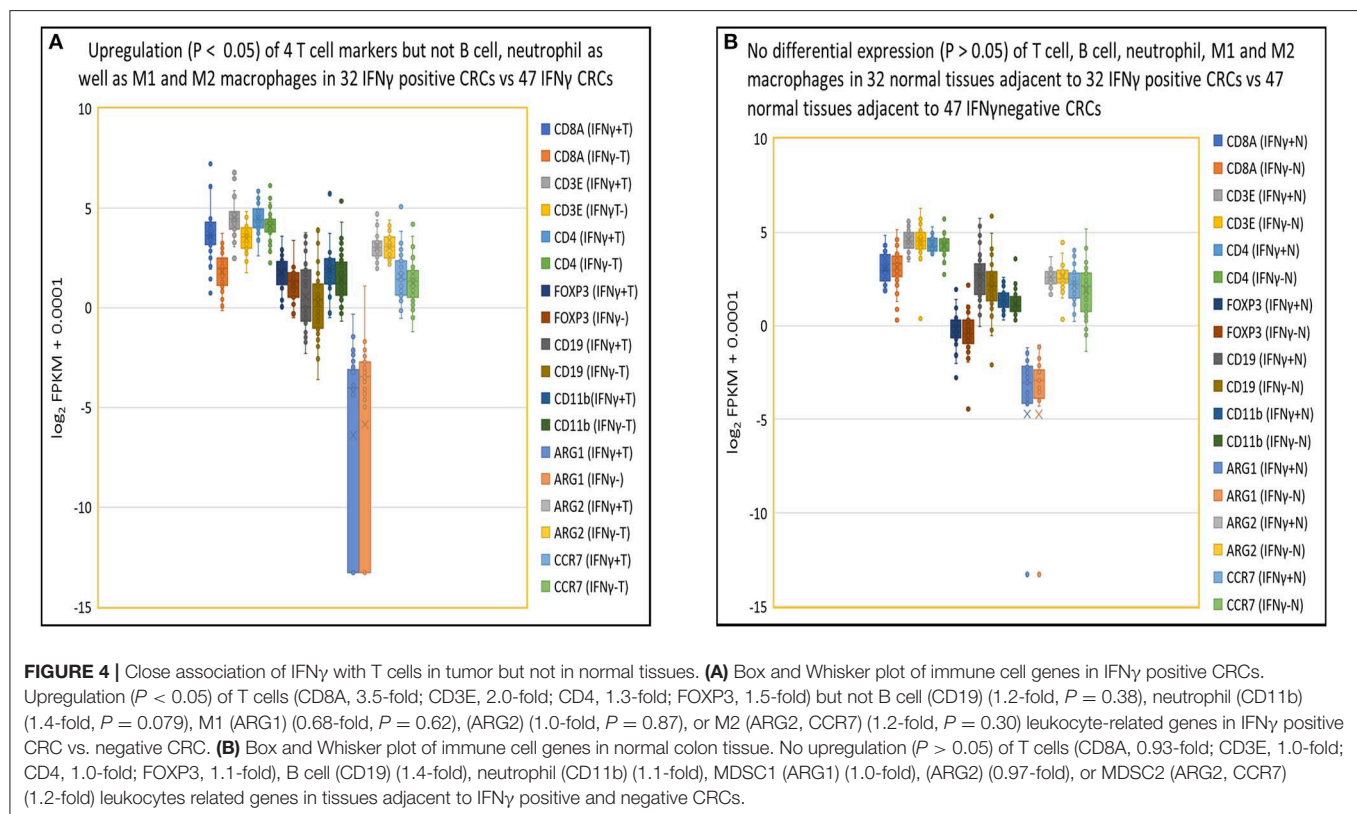 A
Upregulation (P < 0.05) of 4 T cell markers but not B cell, neutrophil as
well as M1 and M2 macrophages in 32 IFNγ positive CRCs vs 47 IFNγ CRCs
10
5
0
-5
-10
-15
log₂ FPKM + 0.0001
CD8A (IFNγ+T)
CD8A (IFNγ-T)
CD3E (IFNγ+T)
CD3E (IFNγT-)
CD4 (IFNγ+T)
CD4 (IFNγ-T)
FOXP3 (IFNγ+T)
FOXP3 (IFNγ-)
CD19 (IFNγ+T)
CD19 (IFNγ-T)
CD11b(IFNγ+T)
CD11b (IFNγ-T)
ARG1 (IFNγ+T)
ARG1 (IFNγ-)
ARG2 (IFNγ+T)
ARG2 (IFNγ-T)
CCR7 (IFNγ+T)
CCR7 (IFNγ-T)
B
No differential expression (P > 0.05) of T cell, B cell, neutrophil, M1 and M2
macrophages in 32 normal tissues adjacent to 32 IFNγ positive CRCs vs 47
normal tissues adjacent to 47 IFNγnegative CRCs
10
5
0
-5
-10
-15
log₂ FPKM + 0.0001
CD8A (IFNγ+N)
CD8A (IFNγ-N)
CD3E (IFNγ+N)
CD3E (IFNγ-N)
CD4 (IFNγ+N)
CD4 (IFNγ-N)
FOXP3 (IFNγ+N)
FOXP3 (IFNγ-N)
CD19 (IFNγ+N)
CD19 (IFNγ-N)
CD11b (IFNγ+N)
CD11b (IFNγ-N)
ARG1 (IFNγ+N)
ARG1 (IFNγ-N)
ARG2 (IFNγ+N)
ARG2 (IFNγ-N)
CCR7 (IFNγ+N)
CCR7 (IFNγ-N)
FIGURE 4 | Close association of IFNγ with T cells in tumor but not in normal tissues. (A) Box and Whisker plot of immune cell genes in IFNγ positive CRCs.
Upregulation (P < 0.05) of T cells (CD8A, 3.5-fold; CD3E, 2.0-fold; CD4, 1.3-fold; FOXP3, 1.5-fold) but not B cell (CD19) (1.2-fold, P = 0.38), neutrophil (CD11b)
(1.4-fold, P = 0.079), M1 (ARG1) (0.68-fold, P = 0.62), (ARG2) (1.0-fold, P = 0.87), or M2 (ARG2, CCR7) (1.2-fold, P = 0.30) leukocyte-related genes in IFNγ positive
CRC vs. negative CRC. (B) Box and Whisker plot of immune cell genes in normal colon tissue. No upregulation (P > 0.05) of T cells (CD8A, 0.93-fold; CD3E, 1.0-fold;
CD4, 1.0-fold; FOXP3, 1.1-fold), B cell (CD19) (1.4-fold), neutrophil (CD11b) (1.1-fold), MDSC1 (ARG1) (1.0-fold), (ARG2) (0.97-fold), or MDSC2 (ARG2, CCR7)
(1.2-fold) leukocytes related genes in tissues adjacent to IFNγ positive and negative CRCs.